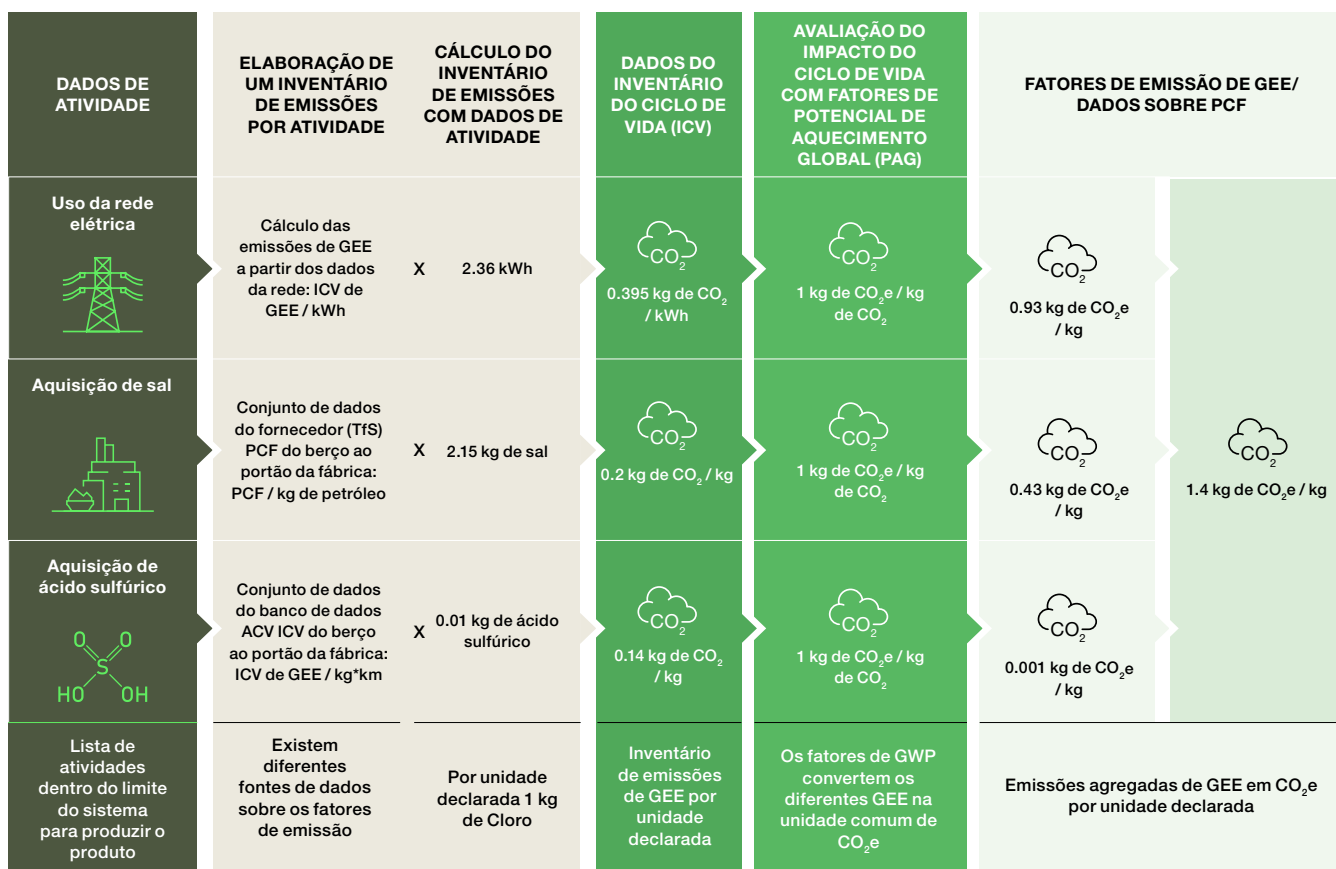 DADOS DE
ATIVIDADE
ELABORAÇÃO DE
UM INVENTÁRIO
DE EMISSÕES
POR ATIVIDADE
CÁLCULO DO
INVENTÁRIO
DE EMISSÕES
COM DADOS DE
ATIVIDADE
DADOS DO
INVENTÁRIO
DO CICLO DE
VIDA (ICV)
AVALIAÇÃO DO
IMPACTO DO
CICLO DE VIDA
COM FATORES DE
POTENCIAL DE
AQUECIMENTO
GLOBAL (PAG)
FATORES DE EMISSÃO DE GEE/
DADOS SOBRE PCF
Uso da rede
elétrica
Cálculo das
emissões de GEE
a partir dos dados
da rede: ICV de
GEE / kWh
X
2.36 kWh
CO₂
0.395 kg de CO₂
/ kWh
CO₂
1 kg de CO₂e / kg
de CO₂
CO₂
0.93 kg de CO₂e
/ kg
Aquisição de sal
Conjunto de dados
do fornecedor (TfS)
PCF do berço ao
portão da fábrica:
PCF / kg de petróleo
X
2.15 kg de sal
CO₂
0.2 kg de CO₂ / kg
CO₂
1 kg de CO₂e / kg
de CO₂
CO₂
0.43 kg de CO₂e
/ kg
CO₂
1.4 kg de CO₂e / kg
Aquisição de
ácido sulfúrico
O O
S
HO OH
Conjunto de dados
do banco de dados
ACV ICV do berço
ao portão da fábrica:
ICV de GEE / kg*km
X
0.01 kg de ácido
sulfúrico
CO₂
0.14 kg de CO₂
/ kg
CO₂
1 kg de CO₂e / kg
de CO₂
CO₂
0.001 kg de CO₂e
/ kg
Lista de
atividades
dentro do limite
do sistema
para produzir o
produto
Existem
diferentes
fontes de dados
sobre os fatores
de emissão
Por unidade
declarada 1 kg
de Cloro
Inventário
de emissões
de GEE por
unidade
declarada
Os fatores de GWP
convertem os
diferentes GEE na
unidade comum de
CO₂e
Emissões agregadas de GEE em CO₂e
por unidade declarada